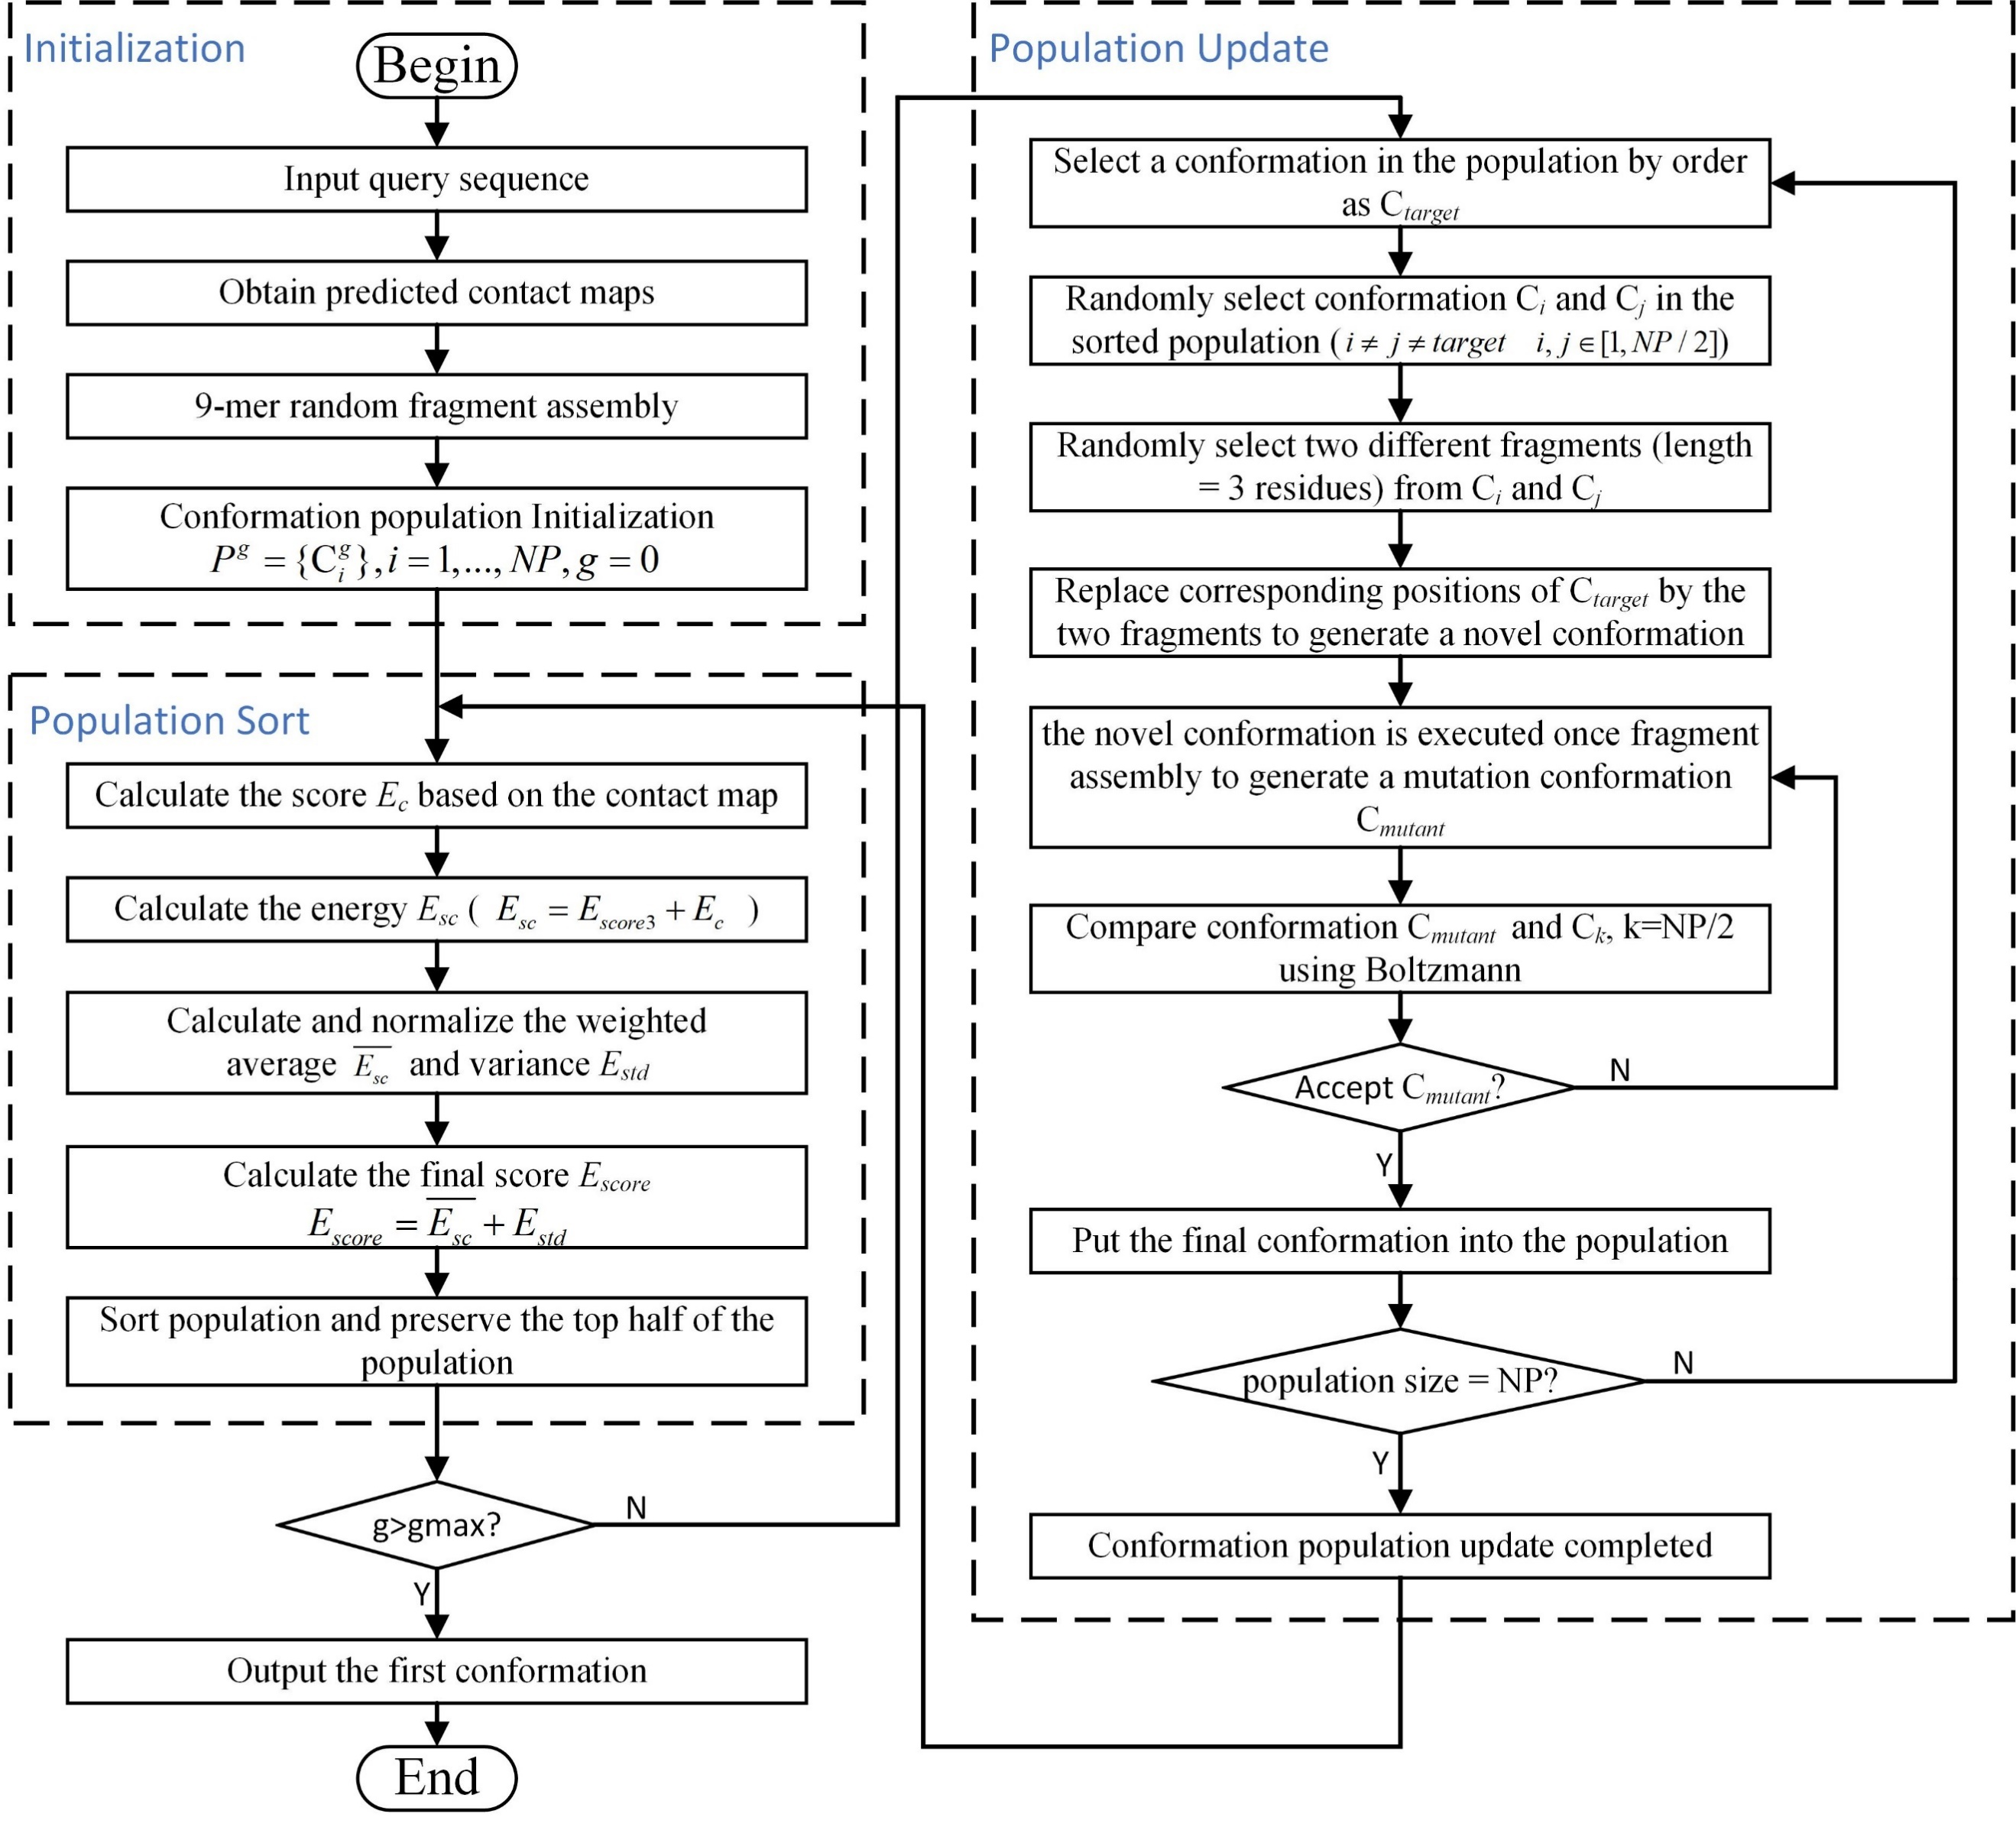 Initialization
Begin
Input query sequence
Obtain predicted contact maps
9-mer random fragment assembly
Conformation population Initialization
P^g = {C_i^g}, i = 1,..., NP, g = 0
Population Sort
Calculate the score E_c based on the contact map
Calculate the energy E_sc ( E_sc = E_score3 + E_c )
Calculate and normalize the weighted
average \overline{E_sc} and variance E_std
Calculate the final score E_score
E_score = \overline{E_sc} + E_std
Sort population and preserve the top half of the
population
g>gmax?
N
Y
Output the first conformation
End
Population Update
Select a conformation in the population by order
as C_target
Randomly select conformation C_i and C_j in the
sorted population ( i ≠ j ≠ target i, j ∈ [1, NP / 2])
Randomly select two different fragments (length
= 3 residues) from C_i and C_j
Replace corresponding positions of C_target by the
two fragments to generate a novel conformation
the novel conformation is executed once fragment
assembly to generate a mutation conformation
C_mutant
Compare conformation C_mutant and C_k, k=NP/2
using Boltzmann
Accept C_mutant?
N
Y
Put the final conformation into the population
population size = NP?
N
Y
Conformation population update completed